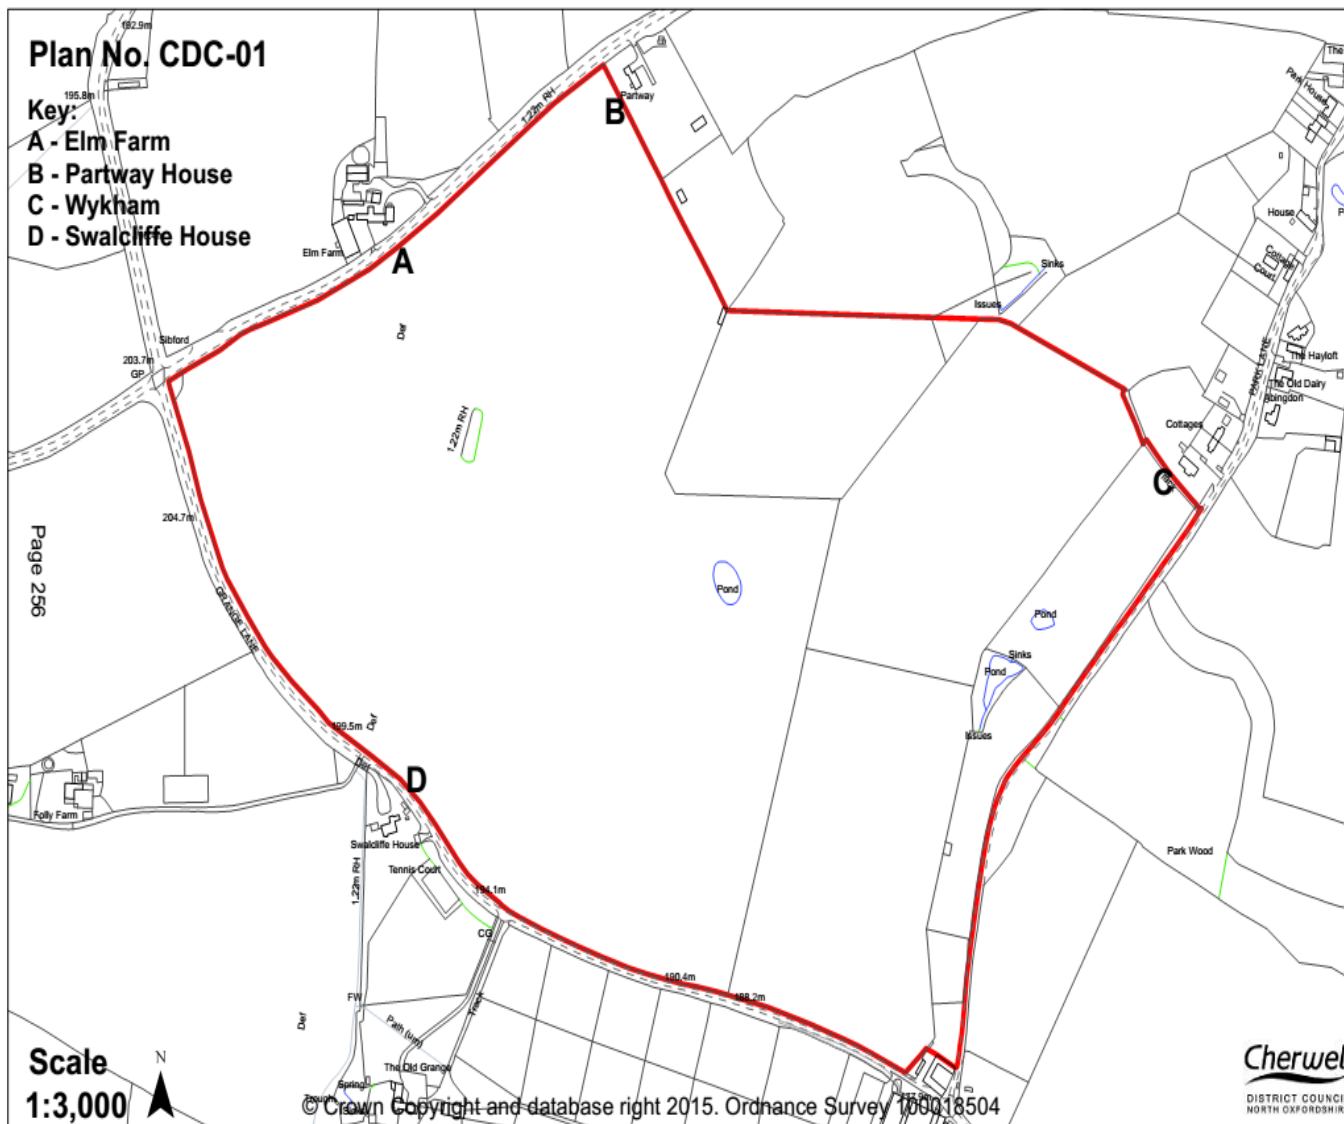 192.9m
Plan No. CDC-01
195.8m
Key:
A - Elm Farm
B - Partway House
C - Wykham
D - Swalcliffe House
1.22m RH
B
Partway
The
Park House
House
Cottage
Court
Elm Farm
A
Def
Sinks
Issues
Sibford
203.7m
GP
PARK LANE
The Hayloft
The Old Dairy
Abingdon
Cottages
1.22m RH
C
204.7m
Page 256
Pond
Pond
GRANGE LANE
Sinks
Pond
Issues
199.5m
Def
Def
D
Folly Farm
Swalcliffe House
Tennis Court
1.22m RH
194.1m
Park Wood
CG
190.4m
188.2m
FW
Track
Def
Path (um)
The Old Grange
Spring
Trough
Scale
1:3,000
N
© Crown Copyright and database right 2015. Ordnance Survey 100018504
Cherwell
DISTRICT COUNCIL
NORTH OXFORDSHIRE